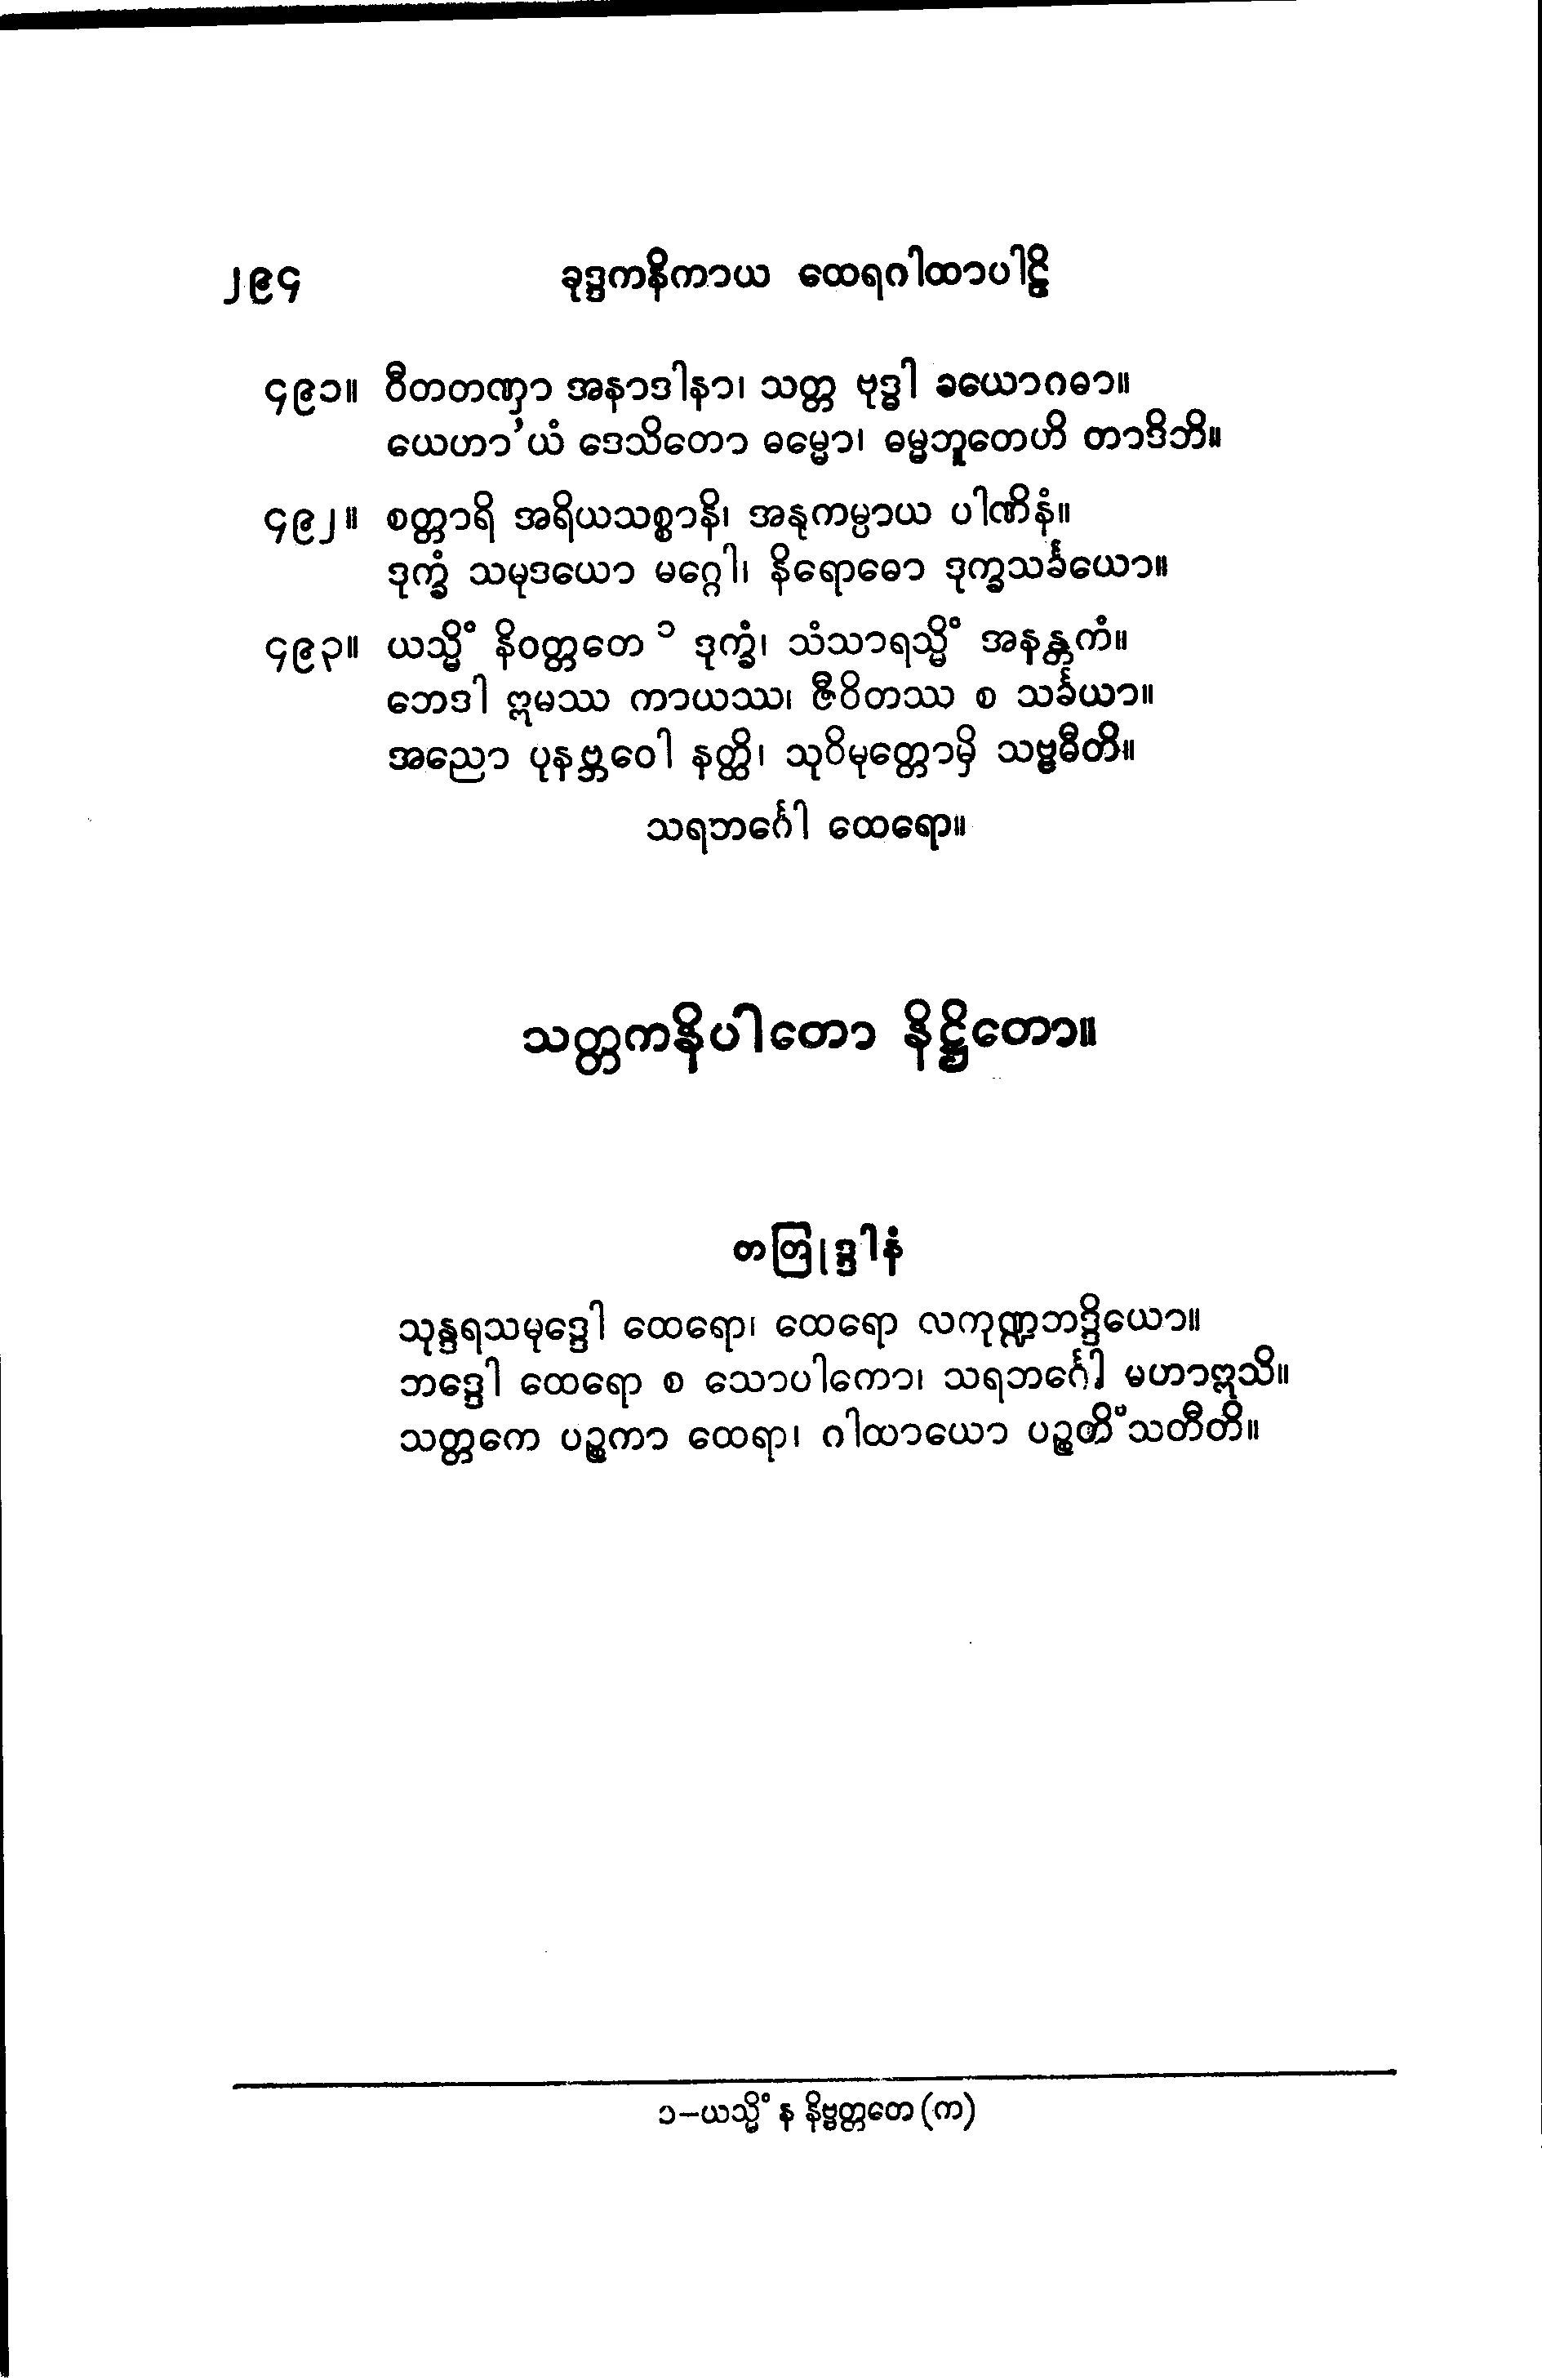 ၂၉၄ ခုဒ္ဒကနိကာယ ထေရဂါထာပါဠိ
၄၉၁။ ဝီတတဏှာ အနာဒါနာ၊ သတ္တ ဗုဒ္ဓါ ခယောဂဓာ။
ယေဟာ’ယံ ဒေသိတော ဓမ္မော၊ ဓမ္မဘူတေဟိ တာဒိဘိ။
၄၉၂။ စတ္တာရိ အရိယသစ္စာနိ၊ အနုကမ္ပာယ ပါဏိနံ။
ဒုက္ခံ သမုဒယော မဂ္ဂေါ၊ နိရောဓော ဒုက္ခသင်္ခယော။
၄၉၃။ ယသ္မိံ နိဝတ္တတေ ၁ ဒုက္ခံ၊ သံသာရသ္မိံ အနန္တကံ။
ဘေဒါ ဣမဿ ကာယဿ၊ ဇီဝိတဿ စ သင်္ခယာ။
အညော ပုနဗ္ဘဝေါ နတ္ထိ၊ သုဝိမုတ္တောမှိ သဗ္ဗဓီတိ။
သရဘင်္ဂေါ ထေရော။
သတ္တကနိပါတော နိဋ္ဌိတော။
တတြုဒ္ဒါနံ
သုန္ဒရသမုဒ္ဒေါ ထေရော၊ ထေရော လကုဏ္ဍဘဒ္ဒိယော။
ဘဒ္ဒေါ ထေရော စ သောပါကော၊ သရဘင်္ဂေါ မဟာဣသိ။
သတ္တကေ ပဉ္စကာ ထေရာ၊ ဂါထာယော ပဉ္စတိံသတီတိ။
၁–ယသ္မိံ န နိဗ္ဗတ္တတေ (က)